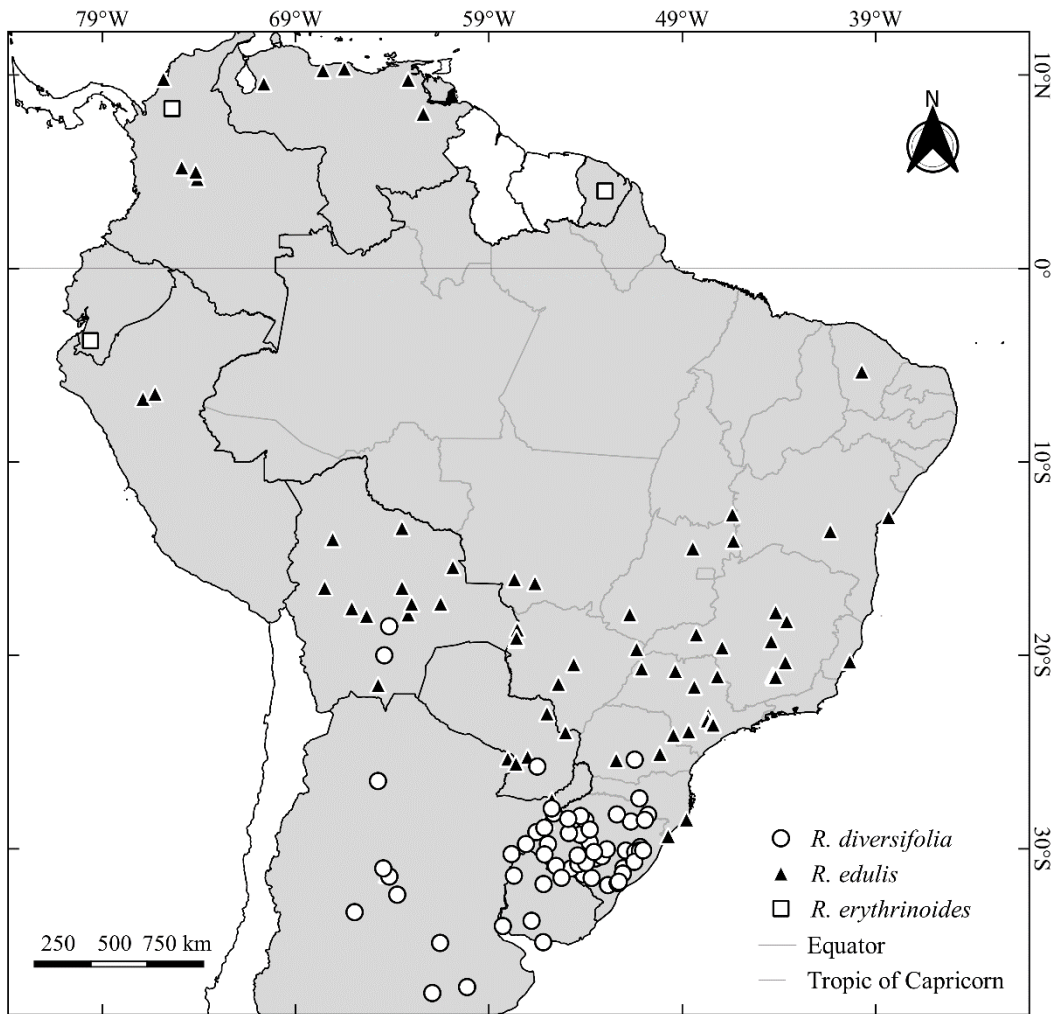 79°W 69°W 59°W 49°W 39°W
10°N
N
0°
10°S
20°S
30°S
R. diversifolia
R. edulis
R. erythrinoides
Equator
Tropic of Capricorn
250 500 750 km